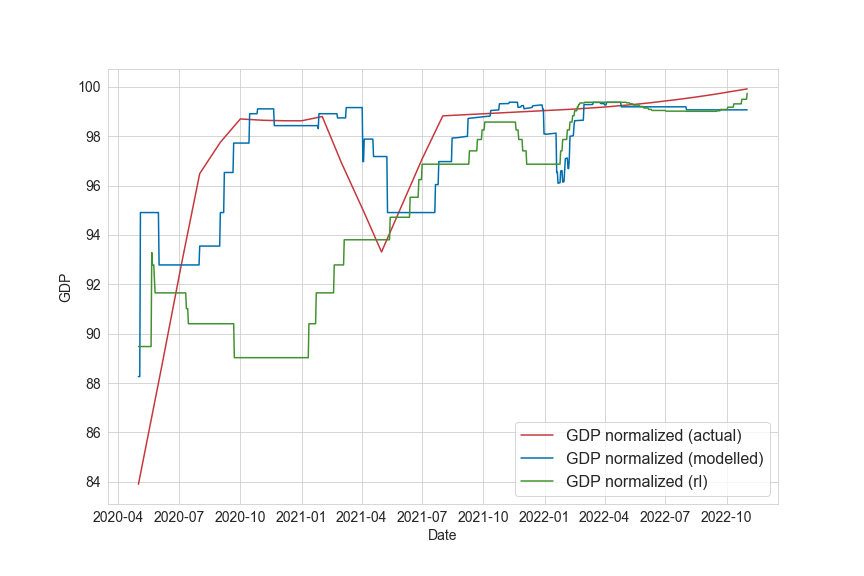 100
98
96
94
92
90
88
86
84
GDP
GDP normalized (actual)
GDP normalized (modelled)
GDP normalized (rl)
2020-04 2020-07 2020-10 2021-01 2021-04 2021-07 2021-10 2022-01 2022-04 2022-07 2022-10
Date